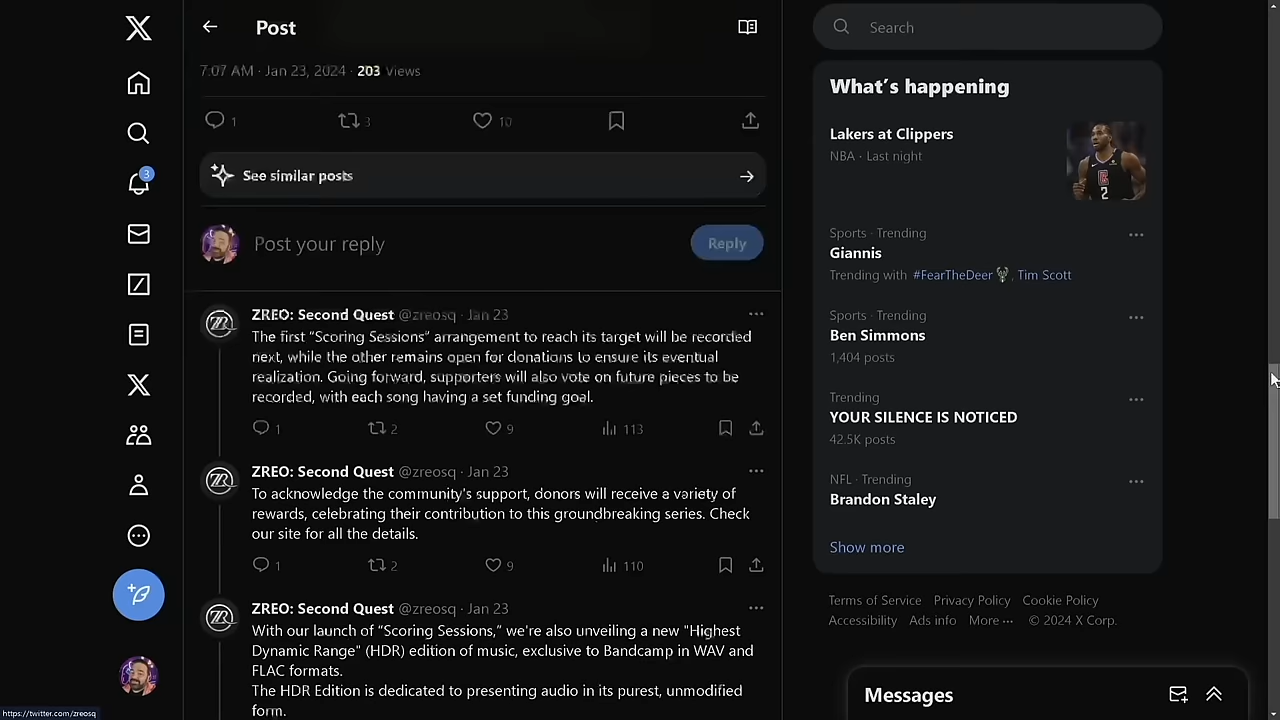 Post
7:07 AM · Jan 23, 2024 · 203 Views
1
3
10
See similar posts
Post your reply
Reply
ZREO: Second Quest @zreosq · Jan 23
The first “Scoring Sessions” arrangement to reach its target will be recorded
next, while the other remains open for donations to ensure its eventual
realization. Going forward, supporters will also vote on future pieces to be
recorded, with each song having a set funding goal.
1
2
9
113
ZREO: Second Quest @zreosq · Jan 23
To acknowledge the community's support, donors will receive a variety of
rewards, celebrating their contribution to this groundbreaking series. Check
our site for all the details.
1
2
9
110
ZREO: Second Quest @zreosq · Jan 23
With our launch of “Scoring Sessions,” we're also unveiling a new "Highest
Dynamic Range" (HDR) edition of music, exclusive to Bandcamp in WAV and
FLAC formats.
The HDR Edition is dedicated to presenting audio in its purest, unmodified
form.
3
https://twitter.com/zreosq
Search
What’s happening
Lakers at Clippers
NBA · Last night
Sports · Trending
Giannis
Trending with #FearTheDeer, Tim Scott
Sports · Trending
Ben Simmons
1,404 posts
Trending
YOUR SILENCE IS NOTICED
42.5K posts
NFL · Trending
Brandon Staley
Show more
Terms of Service Privacy Policy Cookie Policy
Accessibility Ads info More ··· © 2024 X Corp.
Messages